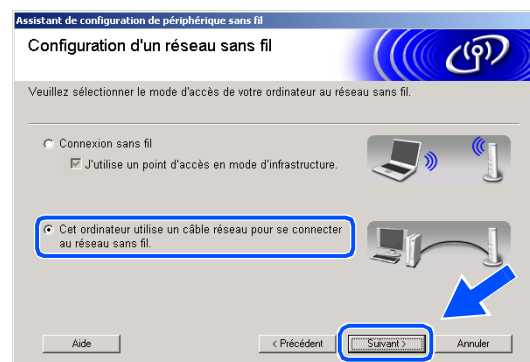 Assistant de configuration de périphérique sans fil
Configuration d'un réseau sans fil
Veuillez sélectionner le mode d'accès de votre ordinateur au réseau sans fil.
Connexion sans fil
J'utilise un point d'accès en mode d'infrastructure.
Cet ordinateur utilise un câble réseau pour se connecter
au réseau sans fil.
Aide
< Précédent
Suivant >
Annuler